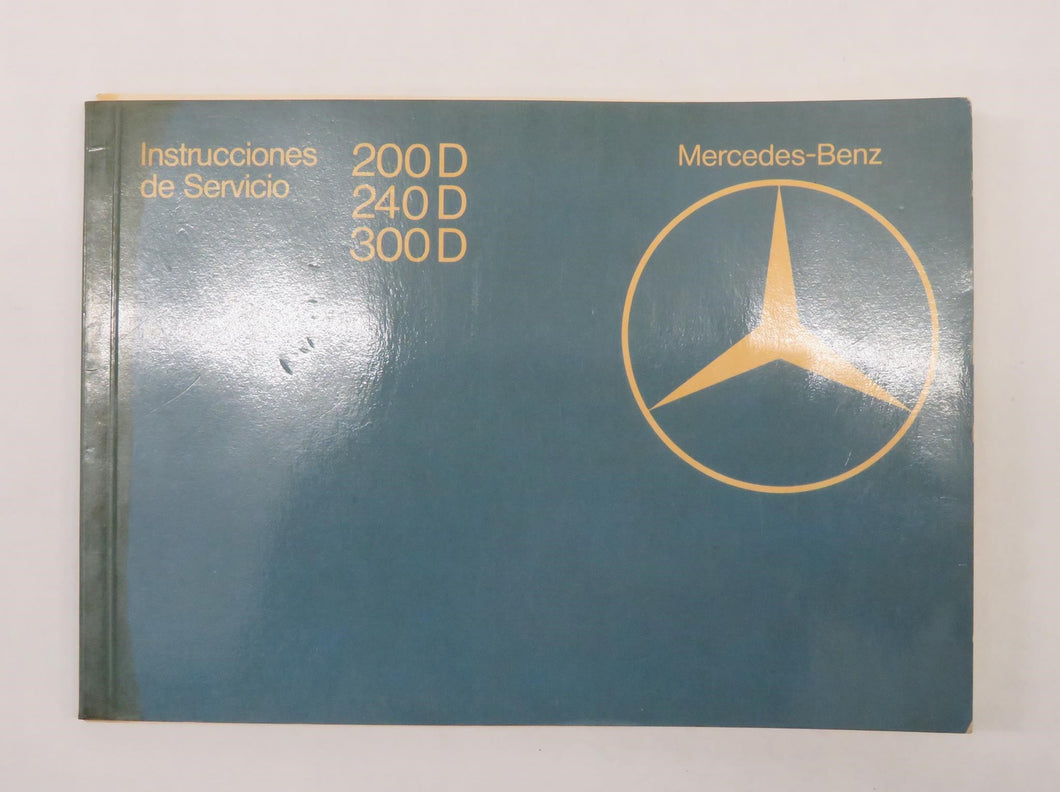 Instrucciones
de Servicio
200 D
240 D
300 D
Mercedes-Benz